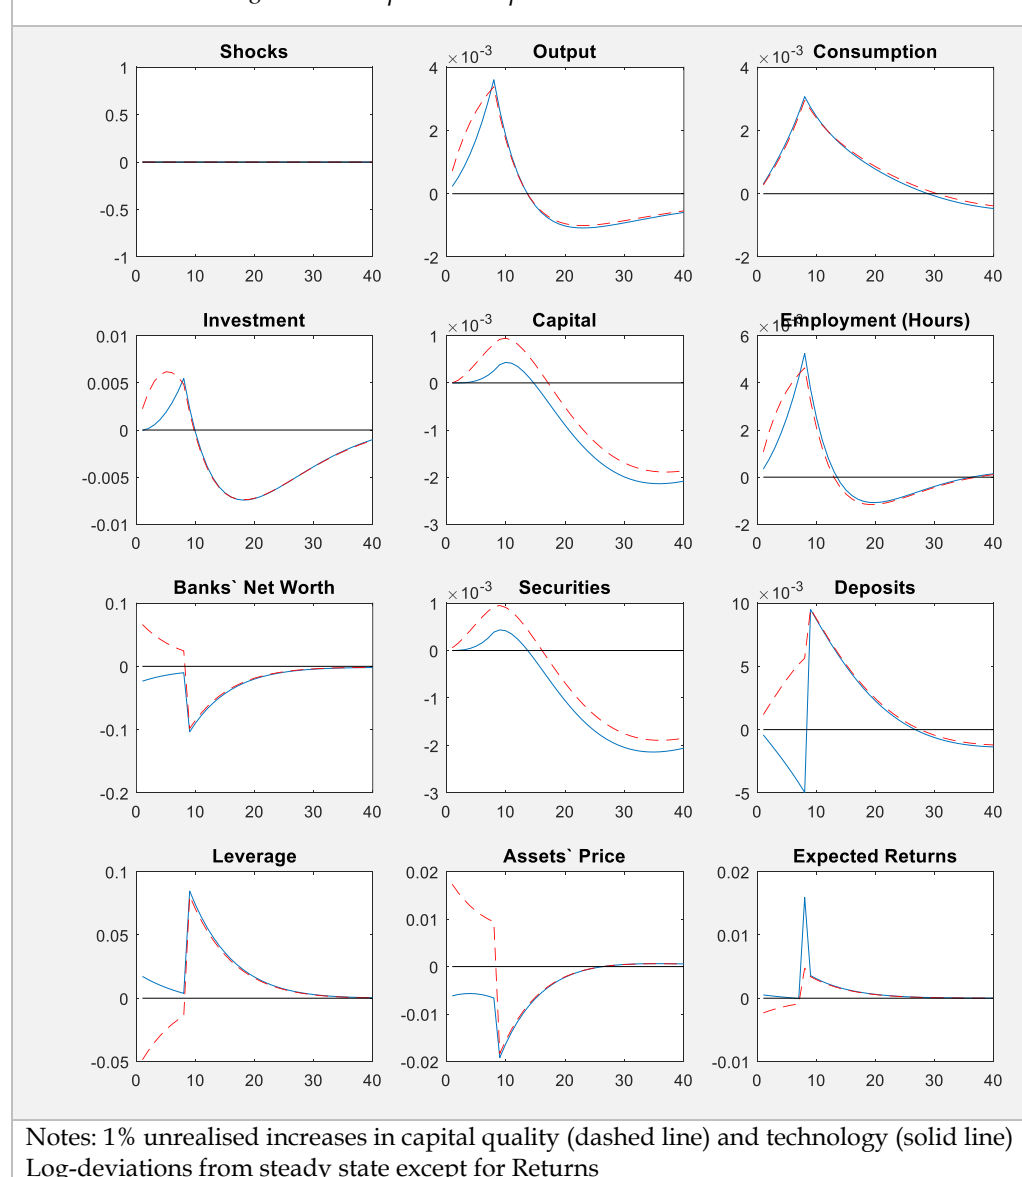 Shocks
1
0.5
0
-0.5
-1
0 10 20 30 40
Output
×10-3
4
2
0
-2
0 10 20 30 40
Consumption
×10-3
4
2
0
-2
0 10 20 30 40
Investment
0.01
0.005
0
-0.005
-0.01
0 10 20 30 40
Capital
×10-3
1
0
-1
-2
-3
0 10 20 30 40
Employment (Hours)
6
4
2
0
-2
0 10 20 30 40
Banks` Net Worth
0.1
0
-0.1
-0.2
0 10 20 30 40
Securities
×10-3
1
0
-1
-2
-3
0 10 20 30 40
Deposits
×10-3
10
5
0
-5
0 10 20 30 40
Leverage
0.1
0.05
0
-0.05
0 10 20 30 40
Assets` Price
0.02
0.01
0
-0.01
-0.02
0 10 20 30 40
Expected Returns
0.02
0.01
0
-0.01
0 10 20 30 40
Notes: 1% unrealised increases in capital quality (dashed line) and technology (solid line)
Log-deviations from steady state except for Returns